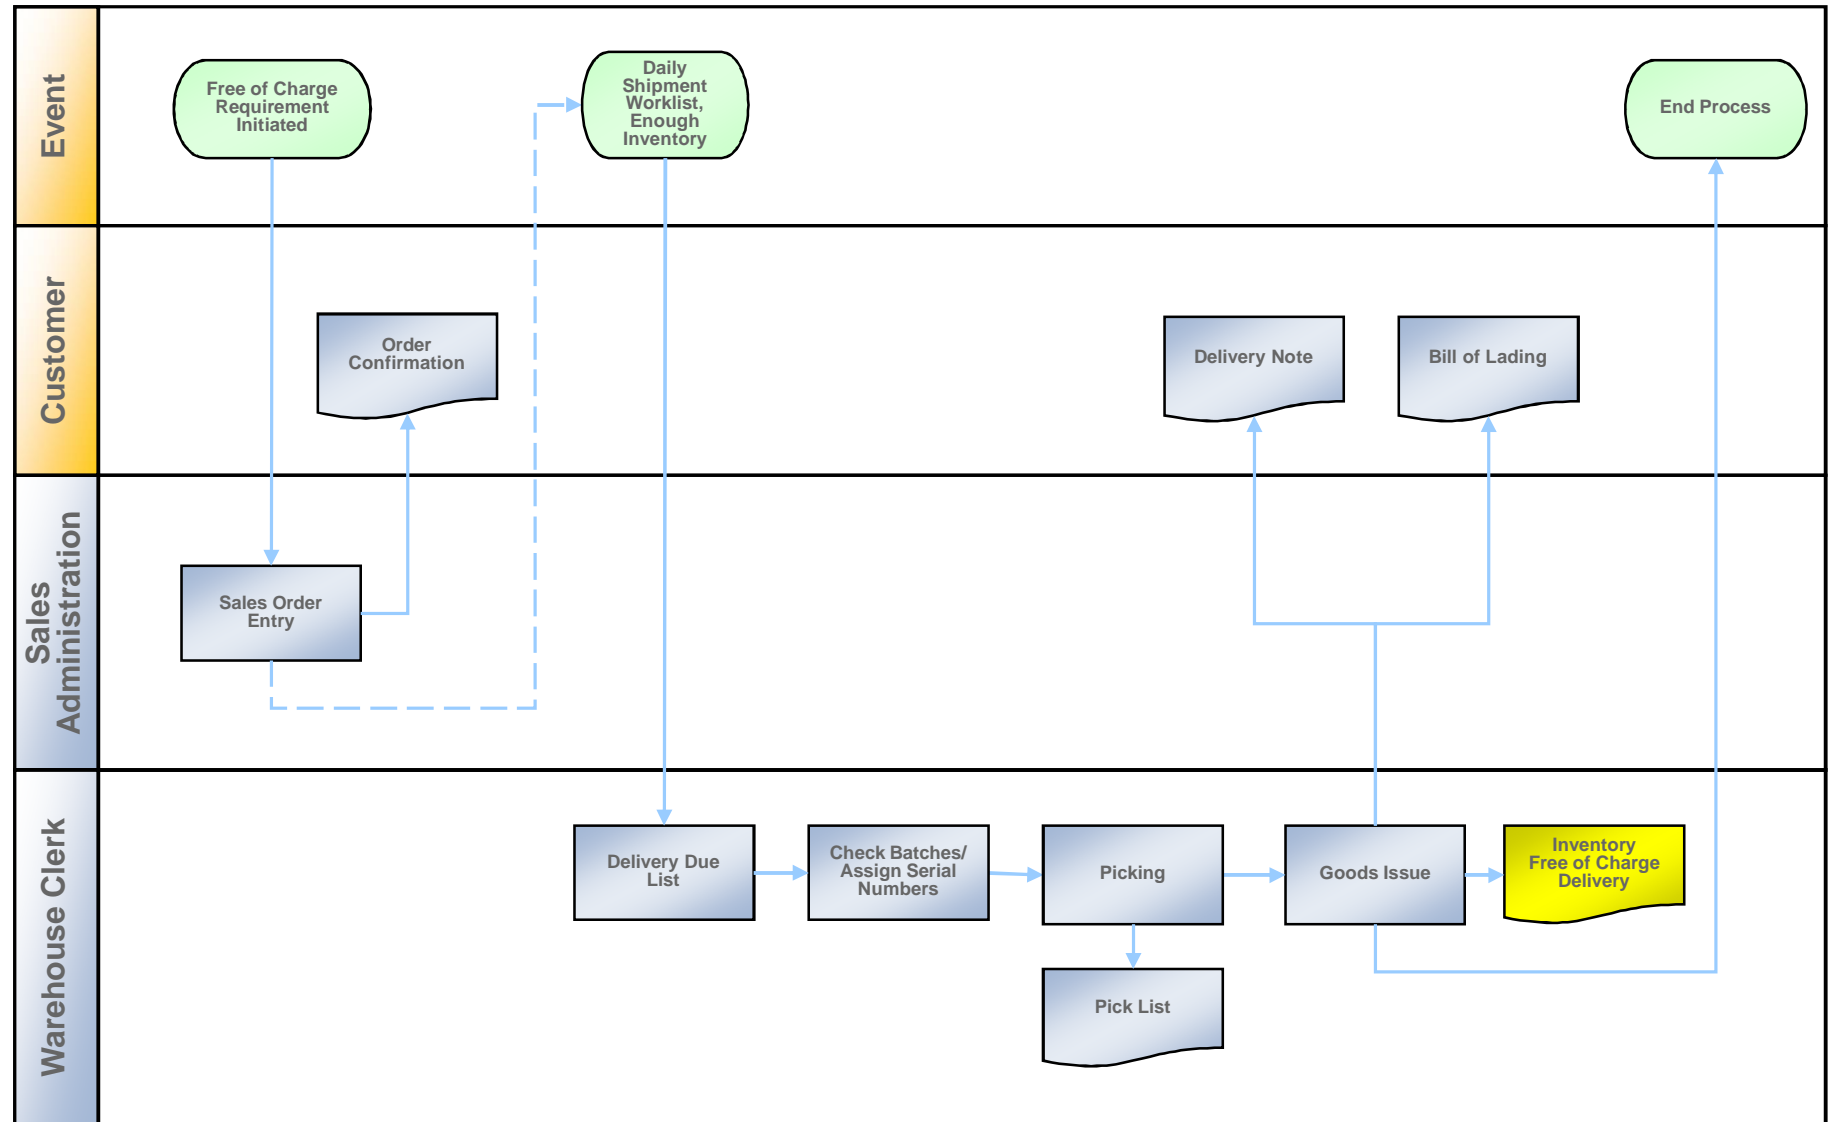 Event
Free of Charge
Requirement
Initiated
Daily
Shipment
Worklist,
Enough
Inventory
End Process
Customer
Order
Confirmation
Delivery Note
Bill of Lading
Sales
Administration
Sales Order
Entry
Warehouse Clerk
Delivery Due
List
Check Batches/
Assign Serial
Numbers
Picking
Goods Issue
Inventory
Free of Charge
Delivery
Pick List